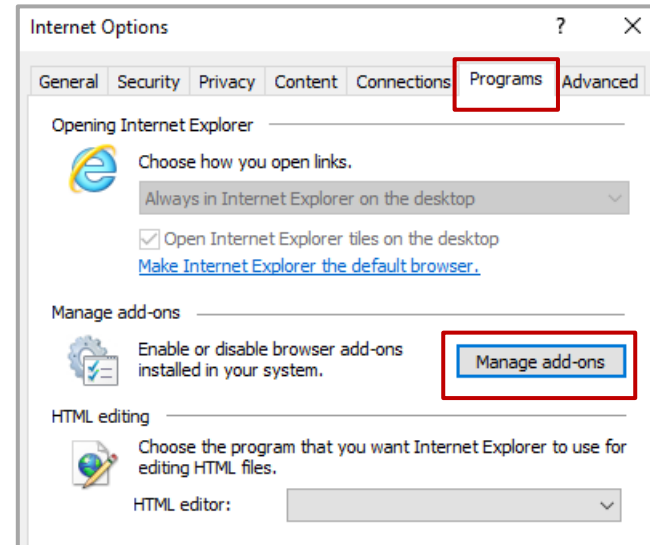 Internet Options ?
General Security Privacy Content Connections Programs Advanced
Opening Internet Explorer
Choose how you open links.
Always in Internet Explorer on the desktop
Open Internet Explorer tiles on the desktop
Make Internet Explorer the default browser.
Manage add-ons
Enable or disable browser add-ons
installed in your system.
Manage add-ons
HTML editing
Choose the program that you want Internet Explorer to use for
editing HTML files.
HTML editor: